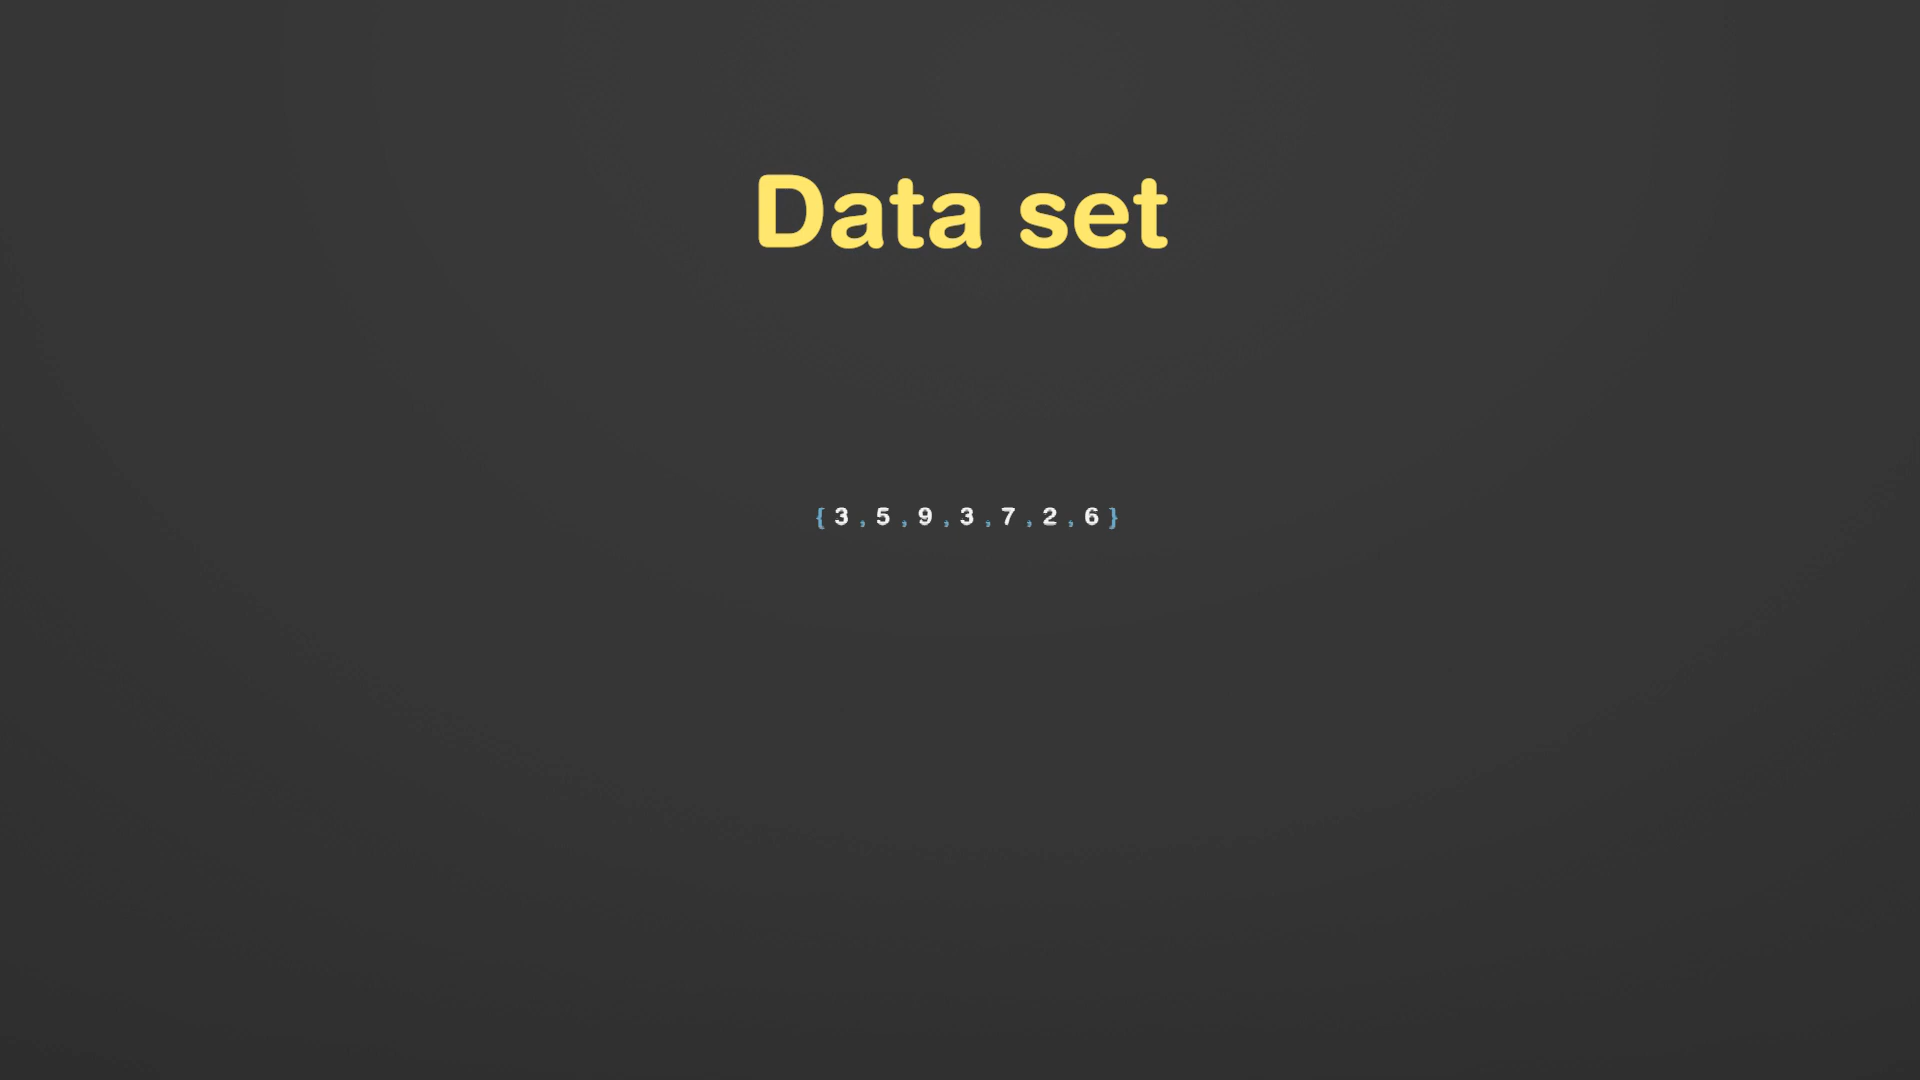 Data set
{ 3 , 5 , 9 , 3 , 7 , 2 , 6 }